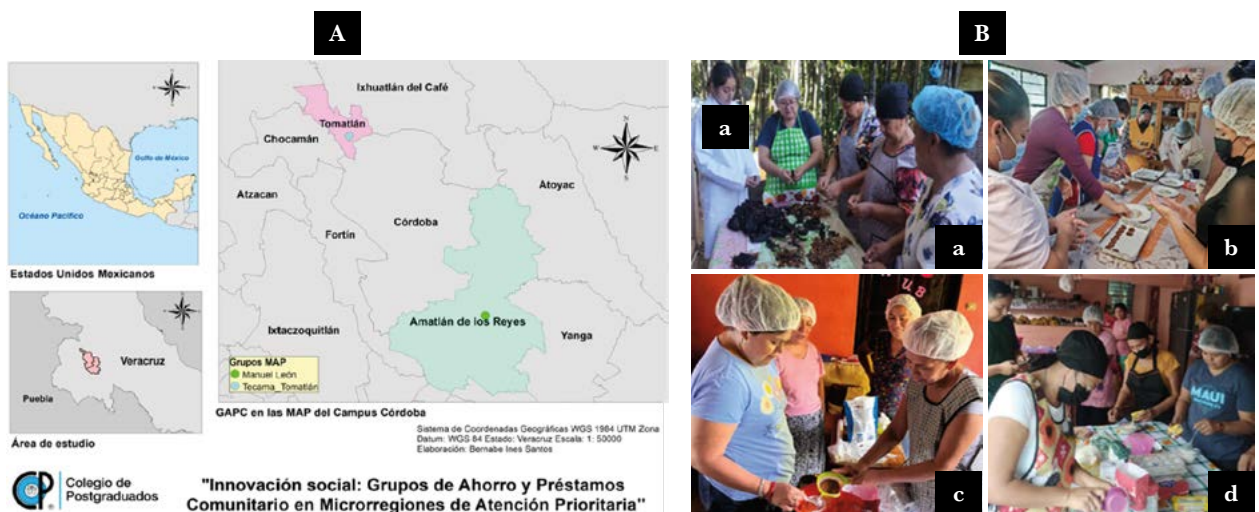 A
B
Golfo de México
Océano Pacífico
Estados Unidos Mexicanos
Veracruz
Puebla
Área de estudio
Ixhuatlán del Café
Tomatlán
Chocamán
Atoyac
Atzacan
Córdoba
Fortín
Amatlán de los Reyes
Ixtaczoquitlán
Yanga
N
W
E
S
Grupos MAP
Manuel León
Tecama_Tomatlán
GAPC en las MAP del Campus Córdoba
Sistema de Coordenadas Geográficas WGS 1984 UTM Zona
Datum: WGS 84 Estado: Veracruz Escala: 1: 50000
Elaboración: Bernabe Ines Santos
CP
Colegio de
Postgraduados
"Innovación social: Grupos de Ahorro y Préstamos
Comunitario en Microrregiones de Atención Prioritaria"
a
a
b
c
MAUI
d